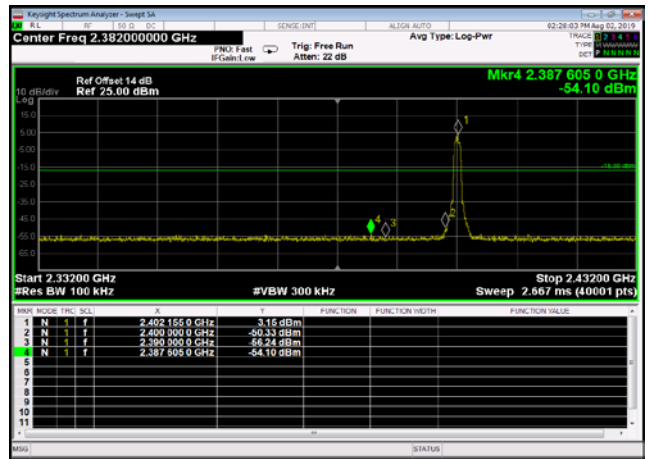 Keysight Spectrum Analyzer - Swept SA
RL RF 50 Ω DC SENSE:INT ALIGN AUTO 02:28:03 PM Aug 02, 2019
Center Freq 2.382000000 GHz Avg Type: Log-Pwr TRACE 1 2 3 4 5 6
PNO: Fast Trig: Free Run TYPE
IFGain:Low Atten: 22 dB DET P N N N N N
Mkr4 2.387 605 0 GHz
Ref Offset 14 dB
10 dB/div Ref 25.00 dBm -54.10 dBm
Log
15.0
5.00
-5.00
-15.0
-25.0
-35.0
-45.0
-55.0
-65.0
1
2
3
4
Start 2.33200 GHz Stop 2.43200 GHz
#Res BW 100 kHz #VBW 300 kHz Sweep 2.667 ms (40001 pts)
MKR MODE TRC SCL X Y FUNCTION FUNCTION WIDTH FUNCTION VALUE
1 N 1 f 2.402 155 0 GHz 3.15 dBm
2 N 1 f 2.400 000 0 GHz -50.33 dBm
3 N 1 f 2.390 000 0 GHz -56.24 dBm
4 N 1 f 2.387 605 0 GHz -54.10 dBm
5
6
7
8
9
10
11
MSG STATUS